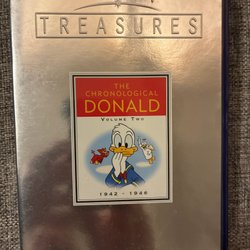 TREASURES
THE
CHRONOLOGICAL
DONALD
VOLUME TWO
1942 - 1946